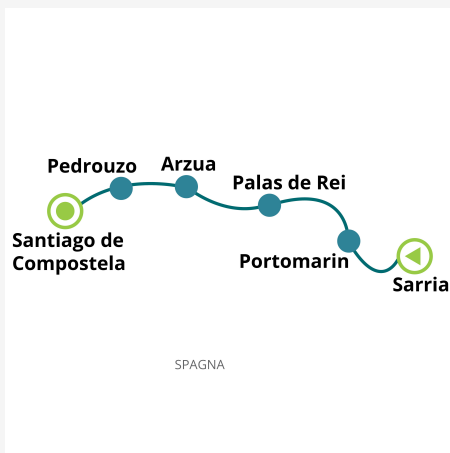 Pedrouzo
Arzua
Palas de Rei
Santiago de
Compostela
Portomarin
Sarria
SPAGNA